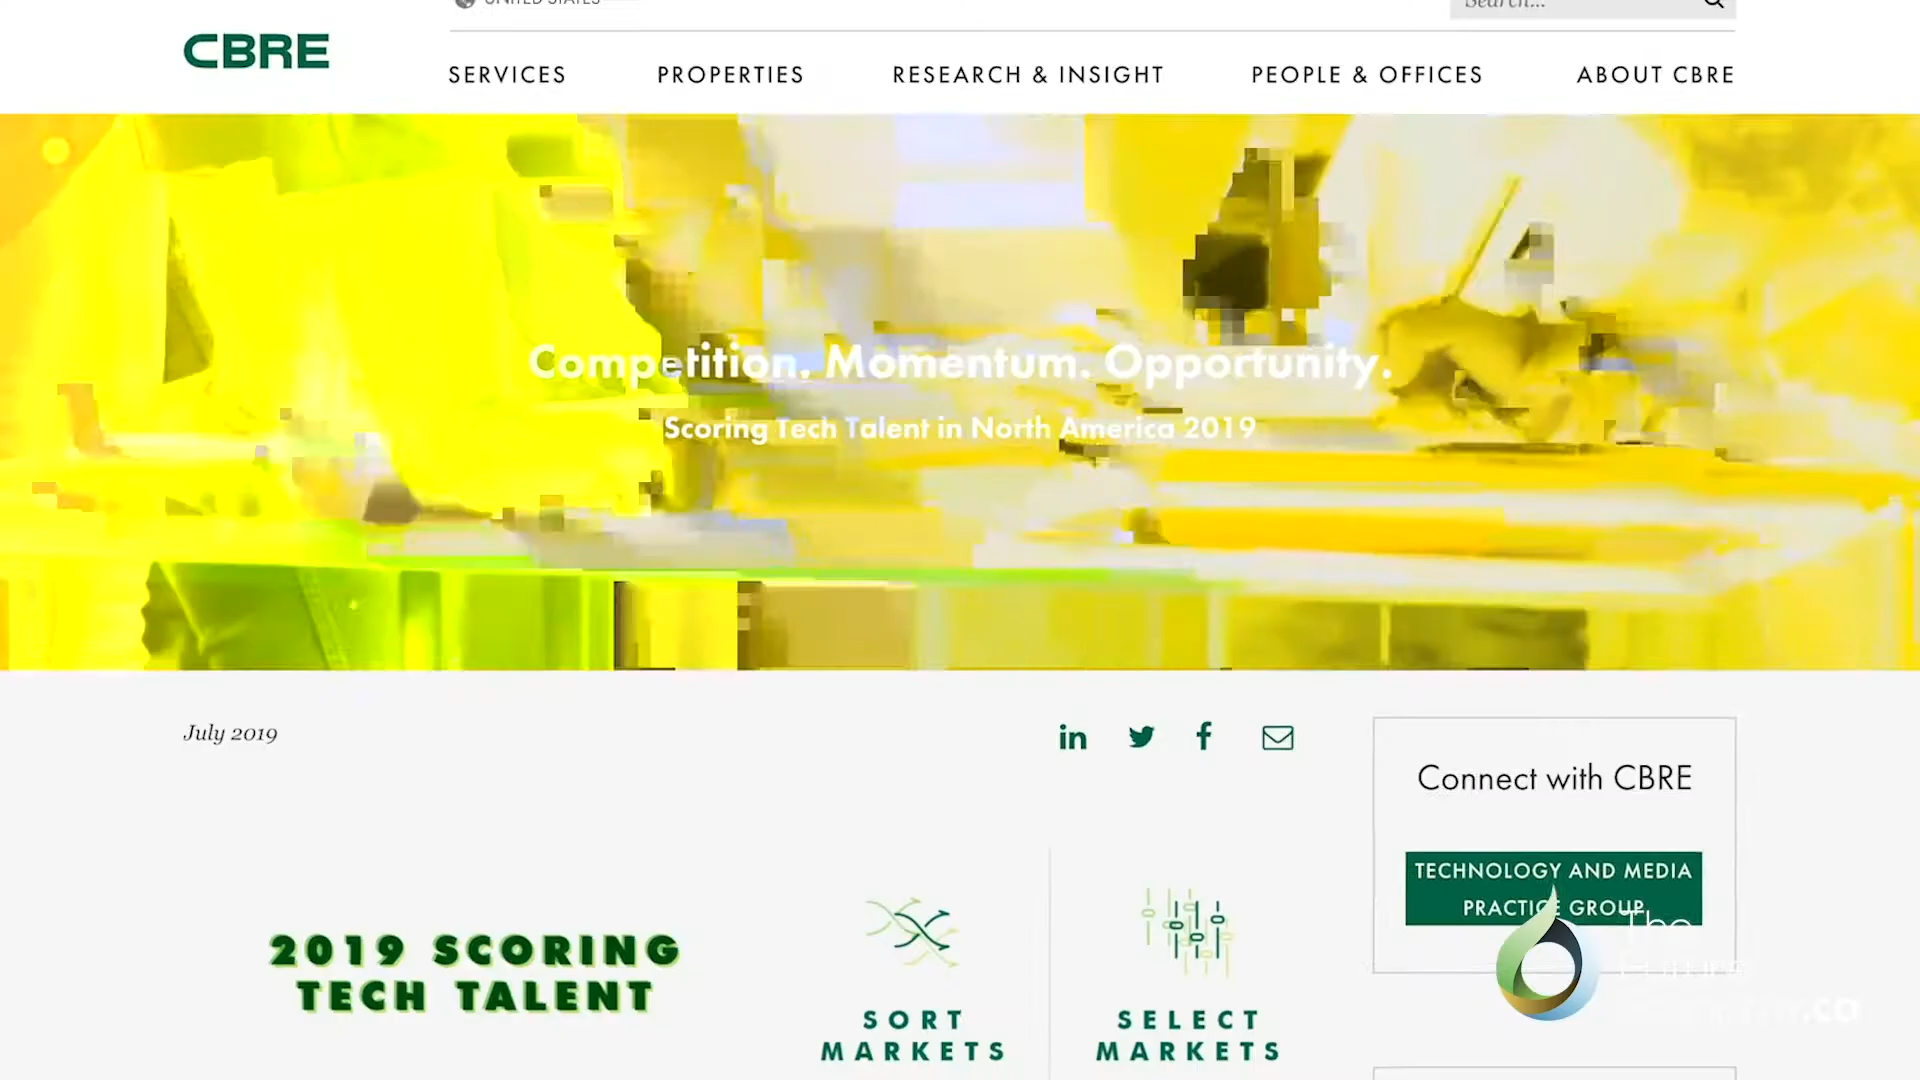 UNITED STATES
Search...
CBRE
SERVICES
PROPERTIES
RESEARCH & INSIGHT
PEOPLE & OFFICES
ABOUT CBRE
Competition. Momentum. Opportunity.
Scoring Tech Talent in North America 2019
July 2019
Connect with CBRE
TECHNOLOGY AND MEDIA
PRACTICE GROUP
2019 SCORING
TECH TALENT
SORT
MARKETS
SELECT
MARKETS
The
.ca